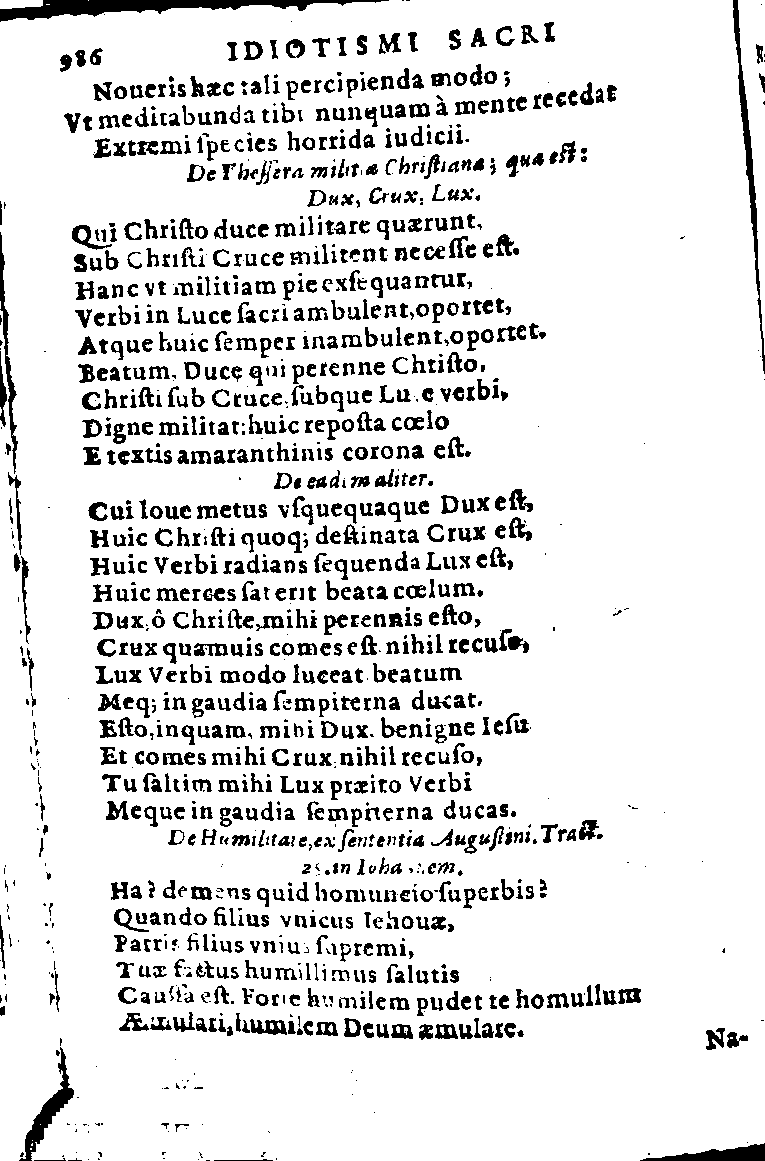 986 IDIOTISMI SACRI
Noueris hæc tali percipienda modo;
Vt meditabunda tibi nunquam à mente recedat
Extremi ſpecies horrida iudicii.
De Theſſera militiæ Chriſtianæ; quæ eſt:
Dux, Crux, Lux.
Qui Chriſto duce militare quærunt,
Sub Chriſti Cruce militent neceſſe eſt.
Hanc vt militiam pie exſequantur,
Verbi in Luce ſacri ambulent, oportet,
Atque huic ſemper inambulent, oportet.
Beatum, Duce qui perenne Chriſto,
Chriſti ſub Cruce, ſubque Luce verbi,
Digne militat: huic repoſta cœlo
E textis amaranthinis corona eſt.
De eadem aliter.
Cui Ioue metus vſquequaque Dux eſt,
Huic Chriſti quoq; deſtinata Crux eſt,
Huic Verbi radians ſequenda Lux eſt,
Huic merces ſat erit beata cœlum.
Dux, ô Chriſte, mihi perennis eſto,
Crux quamuis comes eſt, nihil recuſo,
Lux Verbi modo luceat beatum
Meq; in gaudia ſempiterna ducat.
Eſto, inquam, mihi Dux, benigne Ieſu
Et comes mihi Crux, nihil recuſo,
Tu ſaltim mihi Lux præito Verbi
Meque in gaudia ſempiterna ducas.
De Humilitate, ex ſententia Auguſtini. Tract.
25. in Iohannem.
Ha? demens quid homuncio ſuperbis?
Quando filius vnicus Iehouæ,
Patris filius vnius ſupremi,
Tuæ factus humillimus ſalutis
Cauſſa eſt. Forte humilem pudet te homullum
Æmulari, humilem Deum æmulare.
Na-